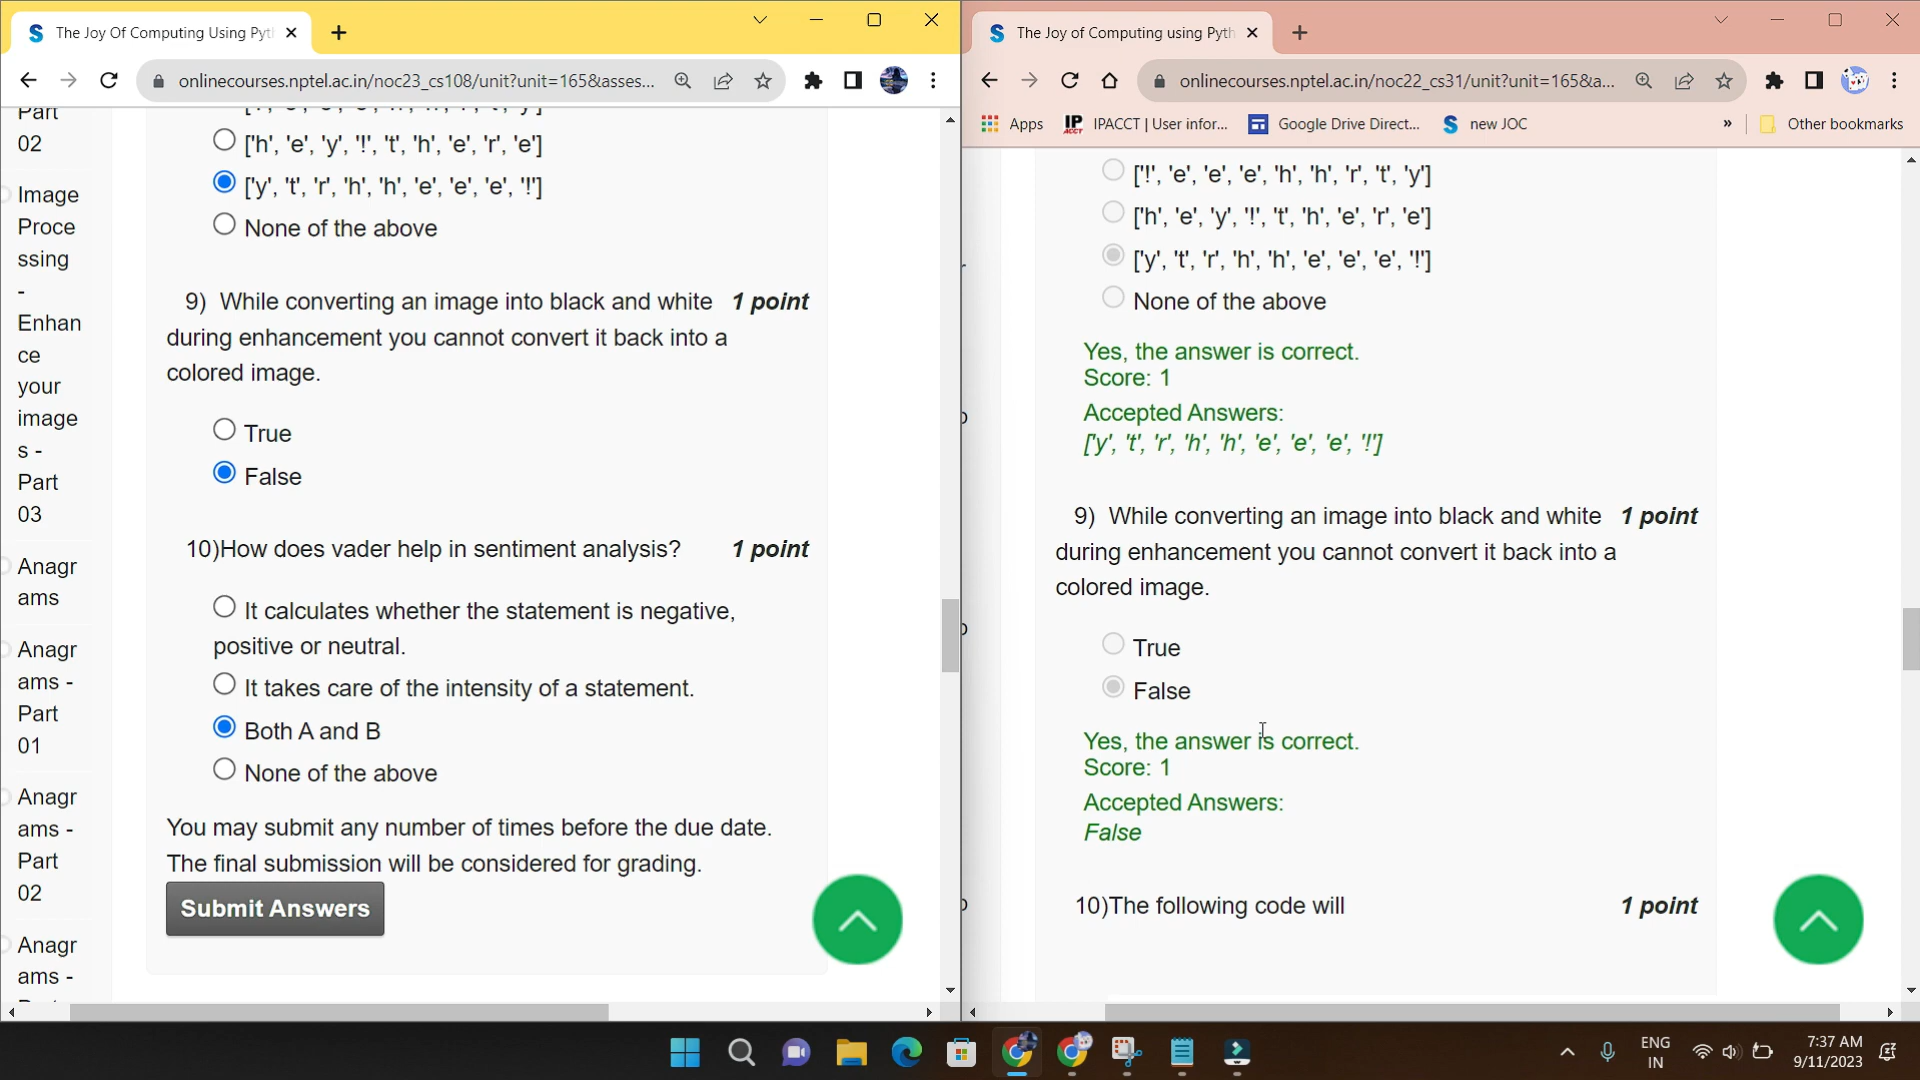 The Joy Of Computing Using Pyt
onlinecourses.nptel.ac.in/noc23_cs108/unit?unit=165&asses...
Part
02
Image
Proce
ssing
-
Enhan
ce
your
image
s -
Part
03
Anagr
ams
Anagr
ams -
Part
01
Anagr
ams -
Part
02
Anagr
ams -
['h', 'e', 'y', '!', 't', 'h', 'e', 'r', 'e']
['y', 't', 'r', 'h', 'h', 'e', 'e', 'e', '!']
None of the above
9) While converting an image into black and white 1 point
during enhancement you cannot convert it back into a
colored image.
True
False
10)How does vader help in sentiment analysis? 1 point
It calculates whether the statement is negative,
positive or neutral.
It takes care of the intensity of a statement.
Both A and B
None of the above
You may submit any number of times before the due date.
The final submission will be considered for grading.
Submit Answers
The Joy of Computing using Pyth
onlinecourses.nptel.ac.in/noc22_cs31/unit?unit=165&a...
Apps IP ACCT IPACCT | User infor... Google Drive Direct... new JOC » Other bookmarks
['!', 'e', 'e', 'e', 'h', 'h', 'r', 't', 'y']
['h', 'e', 'y', '!', 't', 'h', 'e', 'r', 'e']
['y', 't', 'r', 'h', 'h', 'e', 'e', 'e', '!']
None of the above
Yes, the answer is correct.
Score: 1
Accepted Answers:
['y', 't', 'r', 'h', 'h', 'e', 'e', 'e', '!']
9) While converting an image into black and white 1 point
during enhancement you cannot convert it back into a
colored image.
True
False
Yes, the answer is correct.
Score: 1
Accepted Answers:
False
10)The following code will 1 point
ENG
IN
7:37 AM
9/11/2023